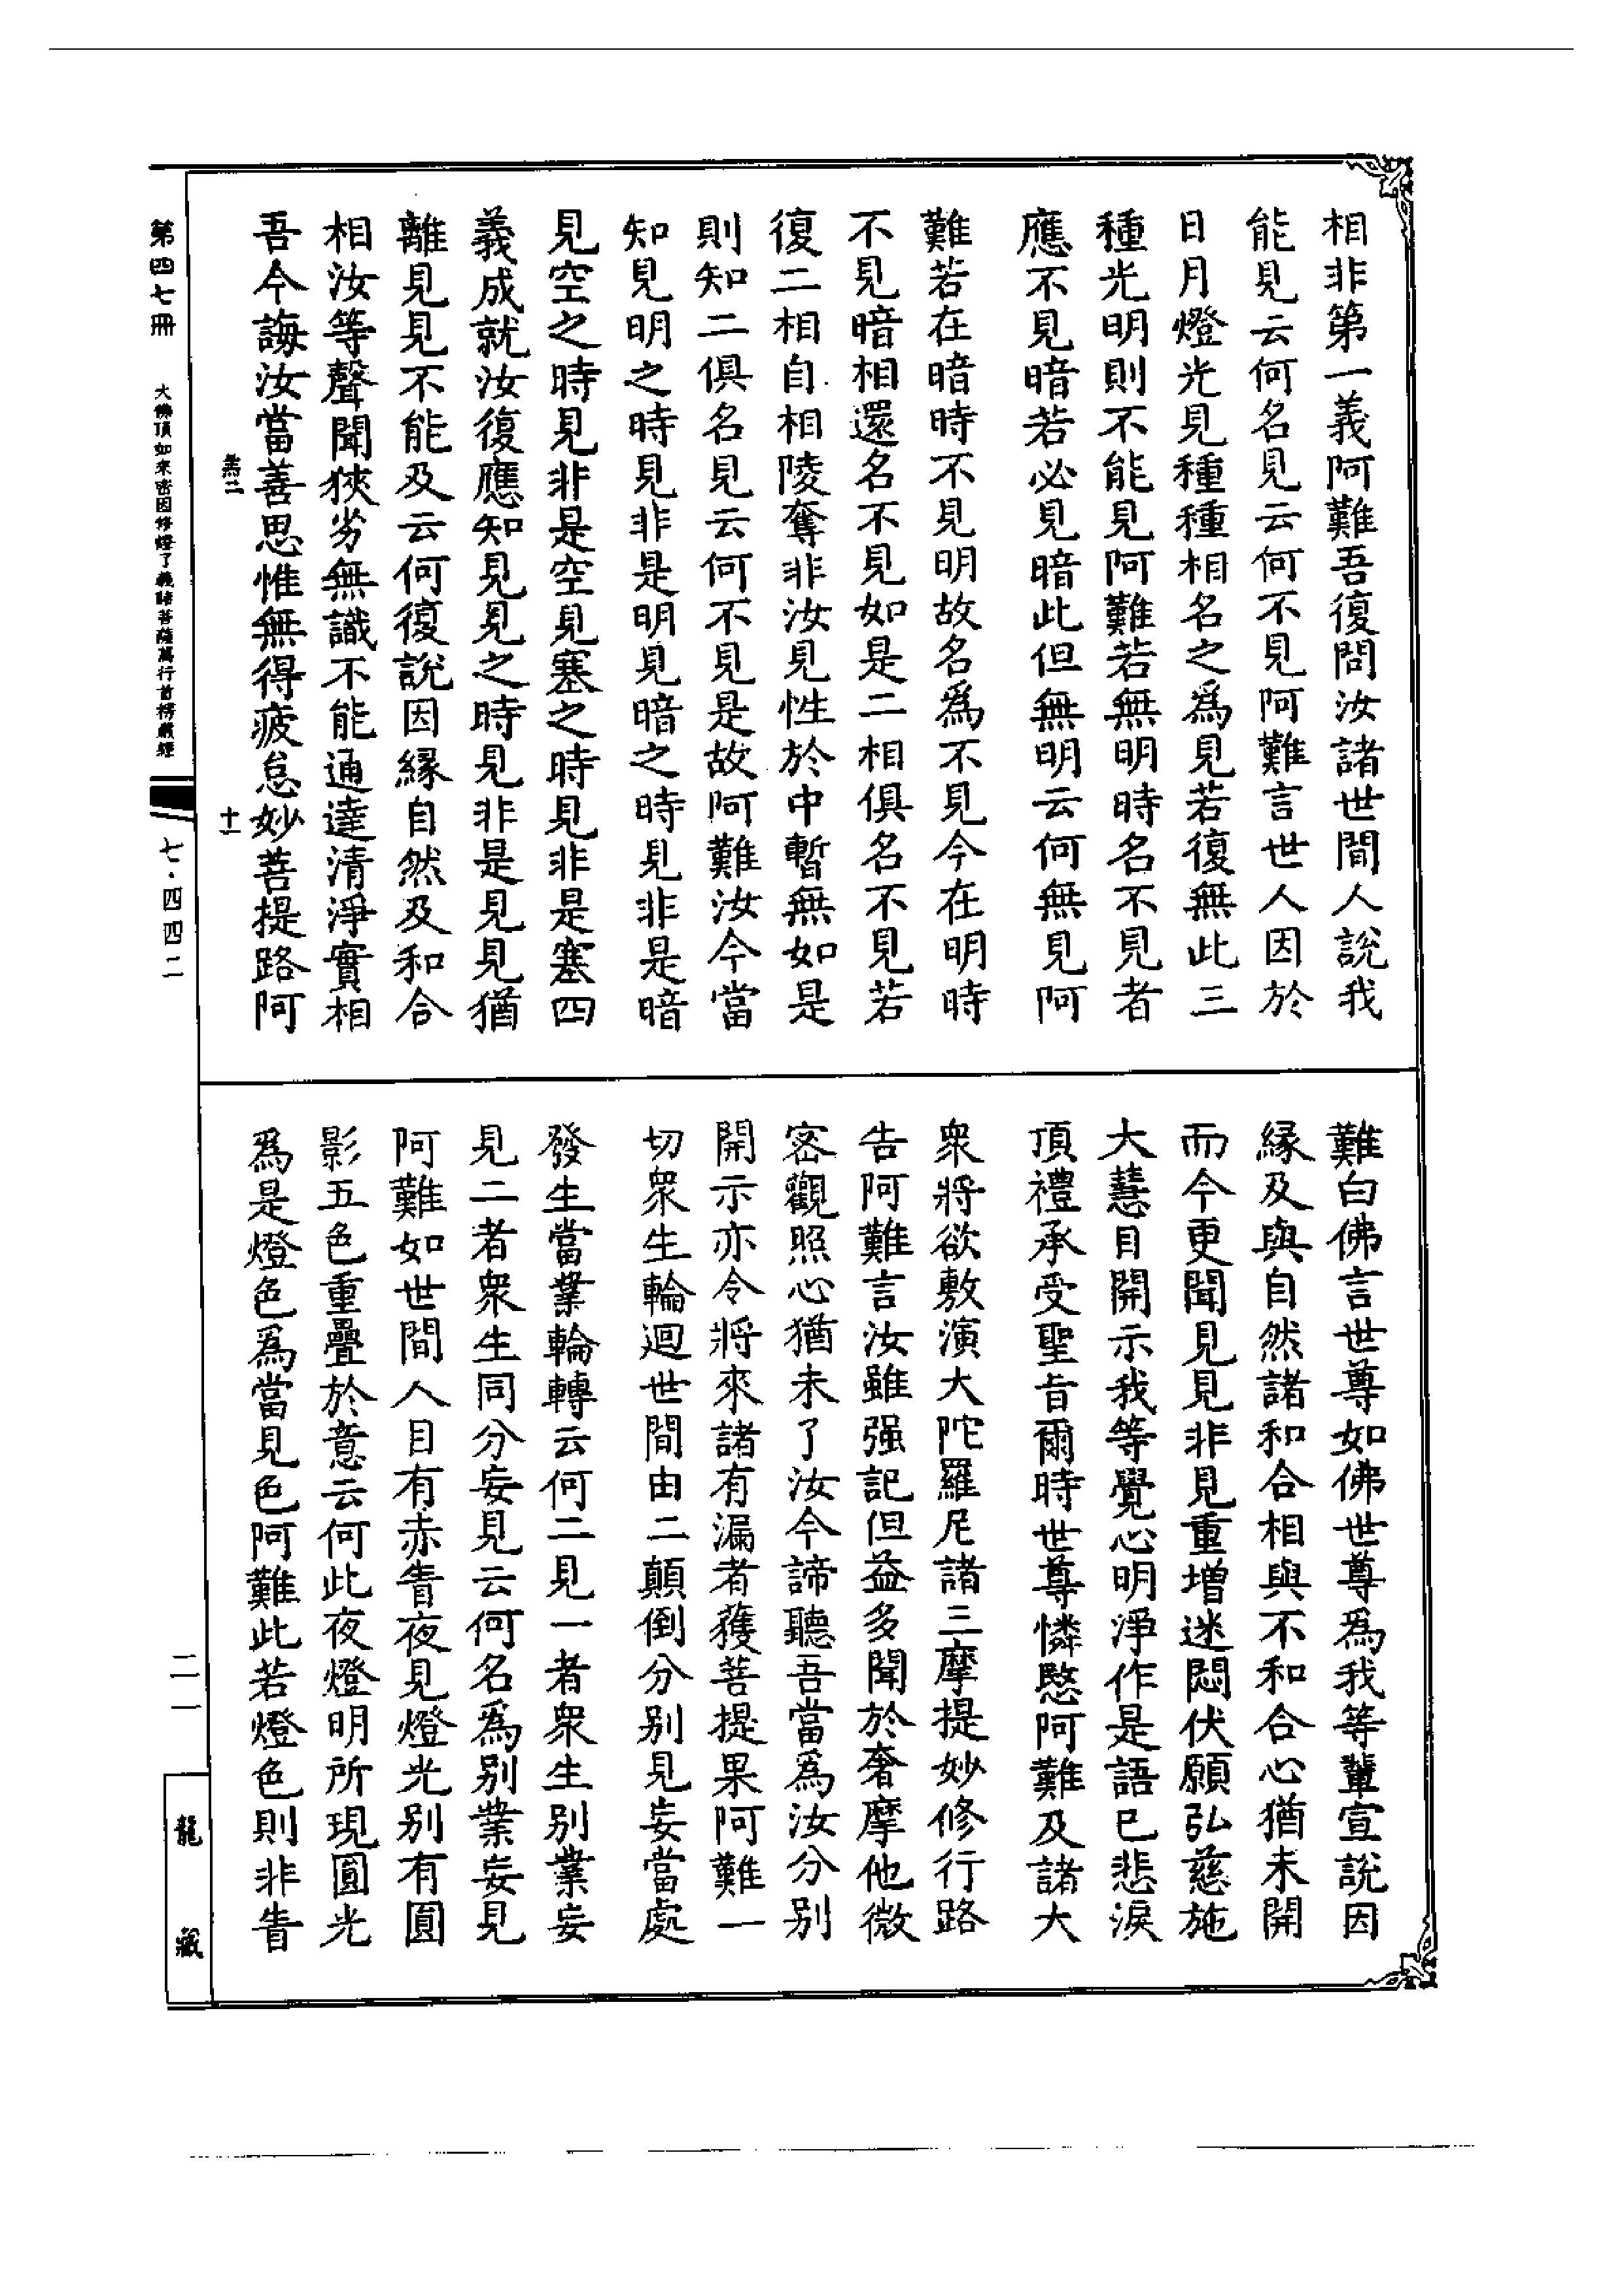 相非第一義阿難吾復問汝諸世間人說我
能見云何名見云何不見阿難言世人因於
日月燈光見種種相名之爲見若復無此三
種光明則不能見阿難若無明時名不見者
應不見暗若必見暗此但無明云何無見阿
難若在暗時不見明故名爲不見今在明時
不見暗相還名不見如是二相俱名不見若
復二相自相陵奪非汝見性於中暫無如是
則知二俱名見云何不見是故阿難汝今當
知見明之時見非是明見暗之時見非是暗
見空之時見非是空見塞之時見非是塞四
義成就汝復應知見見之時見非是見見猶
離見見不能及云何復說因緣自然及和合
相汝等聲聞狹劣無識不能通達清淨實相
吾今誨汝當善思惟無得疲怠妙菩提路阿
難白佛言世尊如佛世尊爲我等輩宣說因
緣及與自然諸和合相與不和合心猶未開
而今更聞見見非見重增迷悶伏願弘慈施
大慧目開示我等覺心明淨作是語已悲淚
頂禮承受聖旨爾時世尊憐愍阿難及諸大
衆將欲敷演大陀羅尼諸三摩提妙修行路
告阿難言汝雖强記但益多聞於奢摩他微
密觀照心猶未了汝今諦聽吾當爲汝分别
開示亦令將來諸有漏者獲菩提果阿難一
切衆生輪迴世間由二顛倒分别見妄當處
發生當業輪轉云何二見一者衆生别業妄
見二者衆生同分妄見云何名爲别業妄見
阿難如世間人目有赤眚夜見燈光别有圓
影五色重疊於意云何此夜燈明所現圓光
爲是燈色爲當見色阿難此若燈色則非眚
十一
第四七冊
大佛頂如來密因修證了義諸菩薩萬行首楞嚴經
七·四四二
二一
龍藏